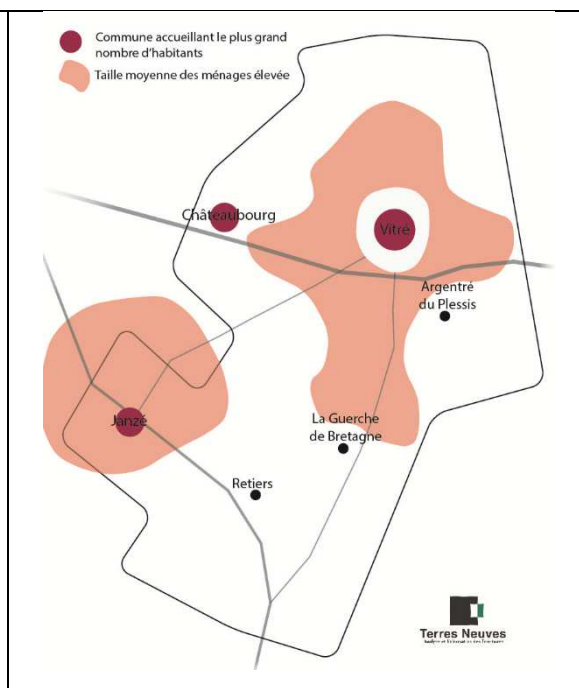 Commune accueillant le plus grand
nombre d'habitants
Taille moyenne des ménages élevée
Châteaubourg
Vitré
Argentré
du Plessis
Janzé
La Guerche
de Bretagne
Retiers
Terres Neuves